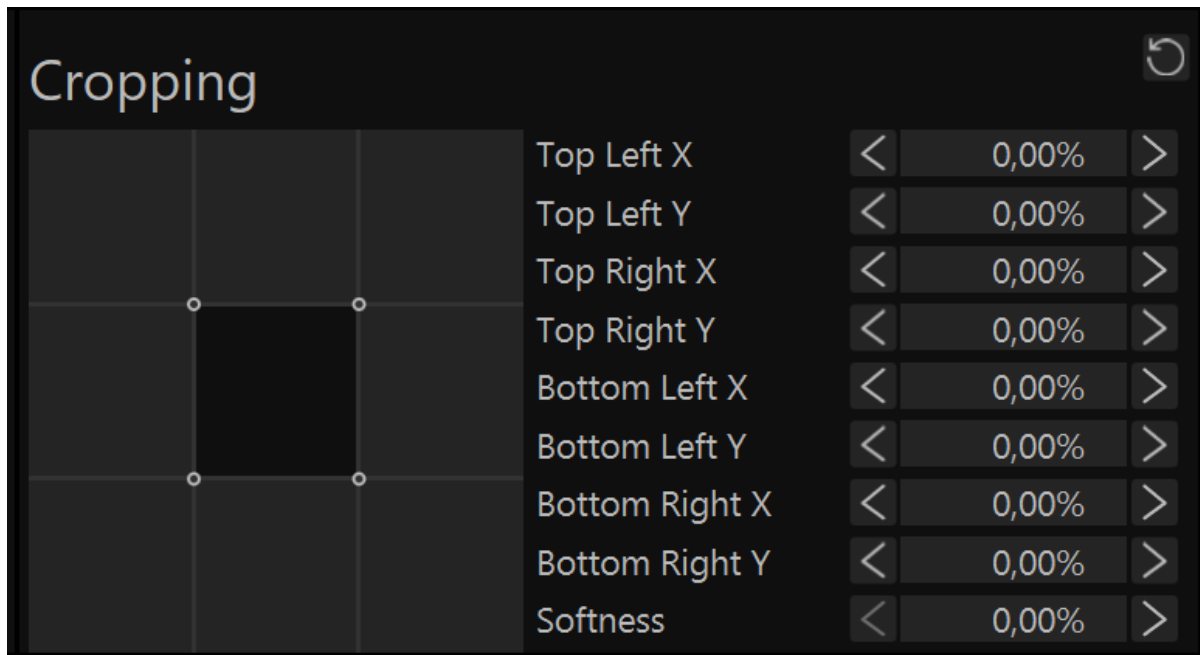 Cropping
Top Left X 0,00%
Top Left Y 0,00%
Top Right X 0,00%
Top Right Y 0,00%
Bottom Left X 0,00%
Bottom Left Y 0,00%
Bottom Right X 0,00%
Bottom Right Y 0,00%
Softness 0,00%